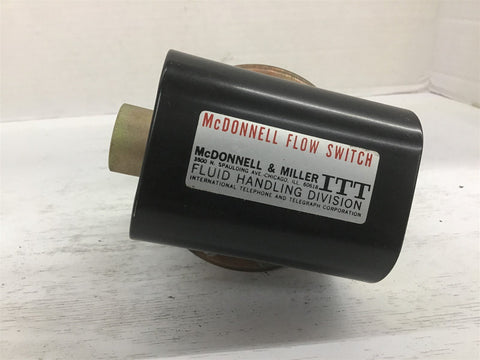 McDONNELL FLOW SWITCH
McDONNELL & MILLER ITT
3500 N. SPAULDING AVE. CHICAGO, ILL. 60618
FLUID HANDLING DIVISION
INTERNATIONAL TELEPHONE AND TELEGRAPH CORPORATION